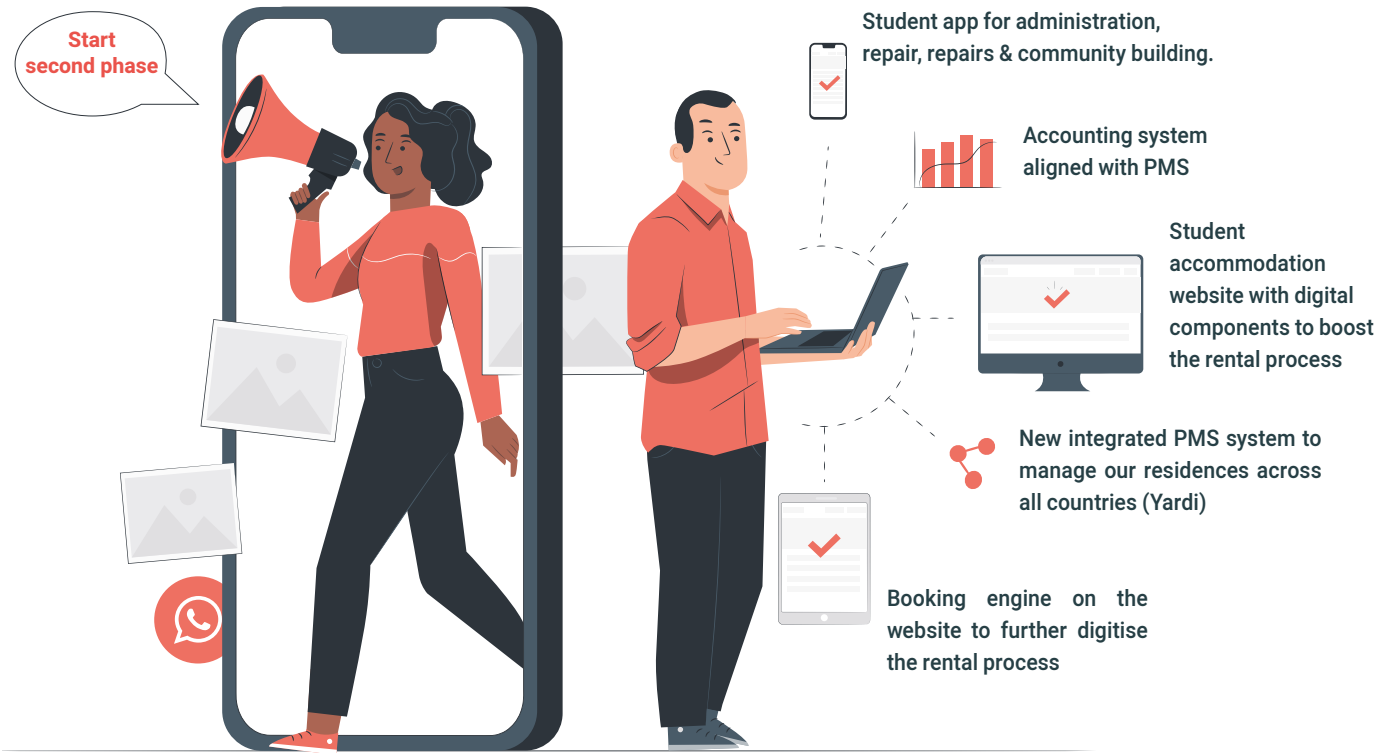 Start
second phase
Student app for administration,
repair, repairs & community building.
Accounting system
aligned with PMS
Student
accommodation
website with digital
components to boost
the rental process
New integrated PMS system to
manage our residences across
all countries (Yardi)
Booking engine on the
website to further digitise
the rental process